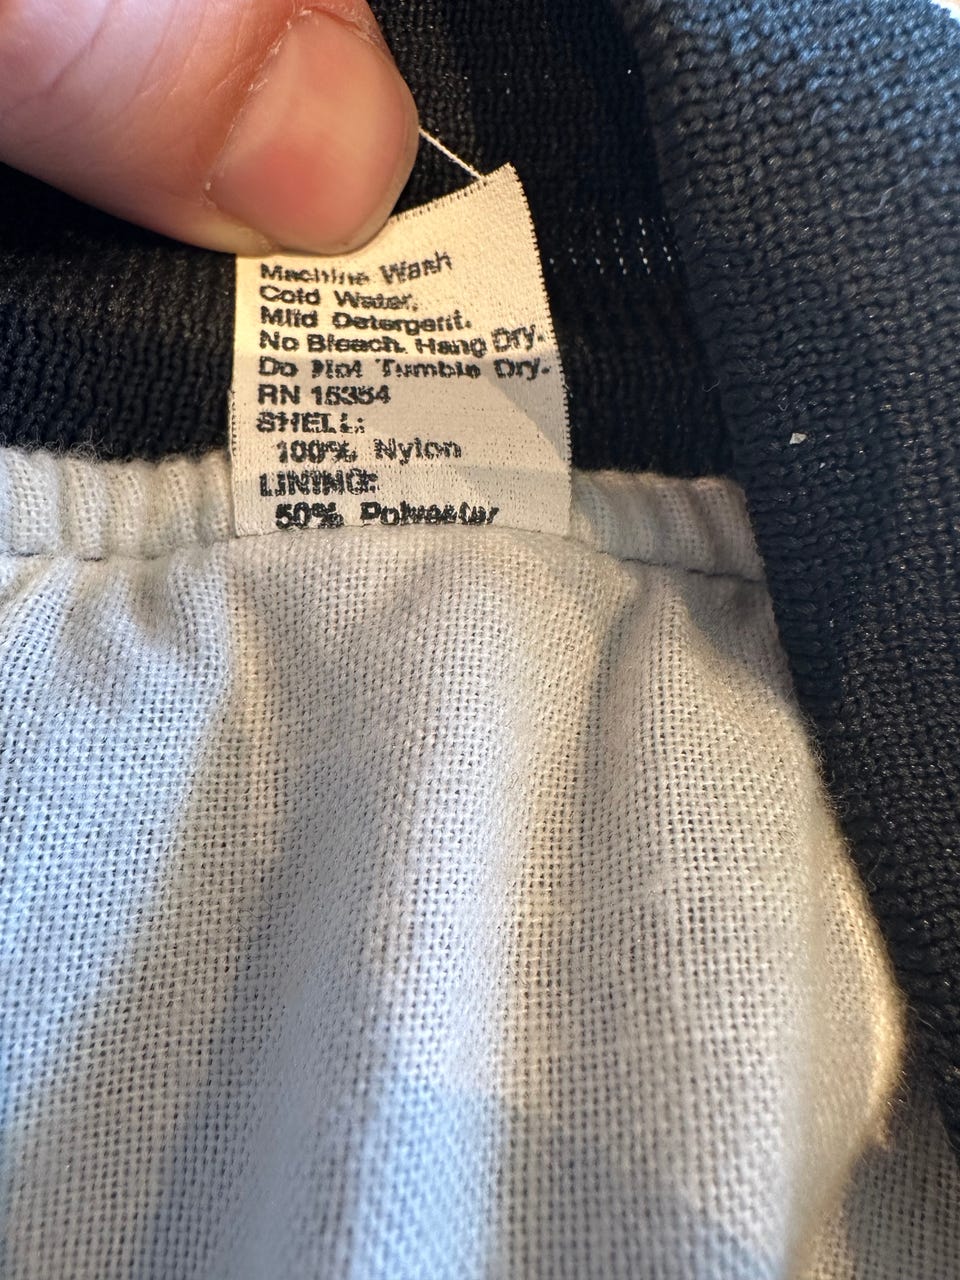 Machine Wash
Cold Water.
Mild Detergent.
No Bleach. Hang Dry.
Do Not Tumble Dry.
RN 15354
SHELL:
100% Nylon
LINING:
50% Polyester